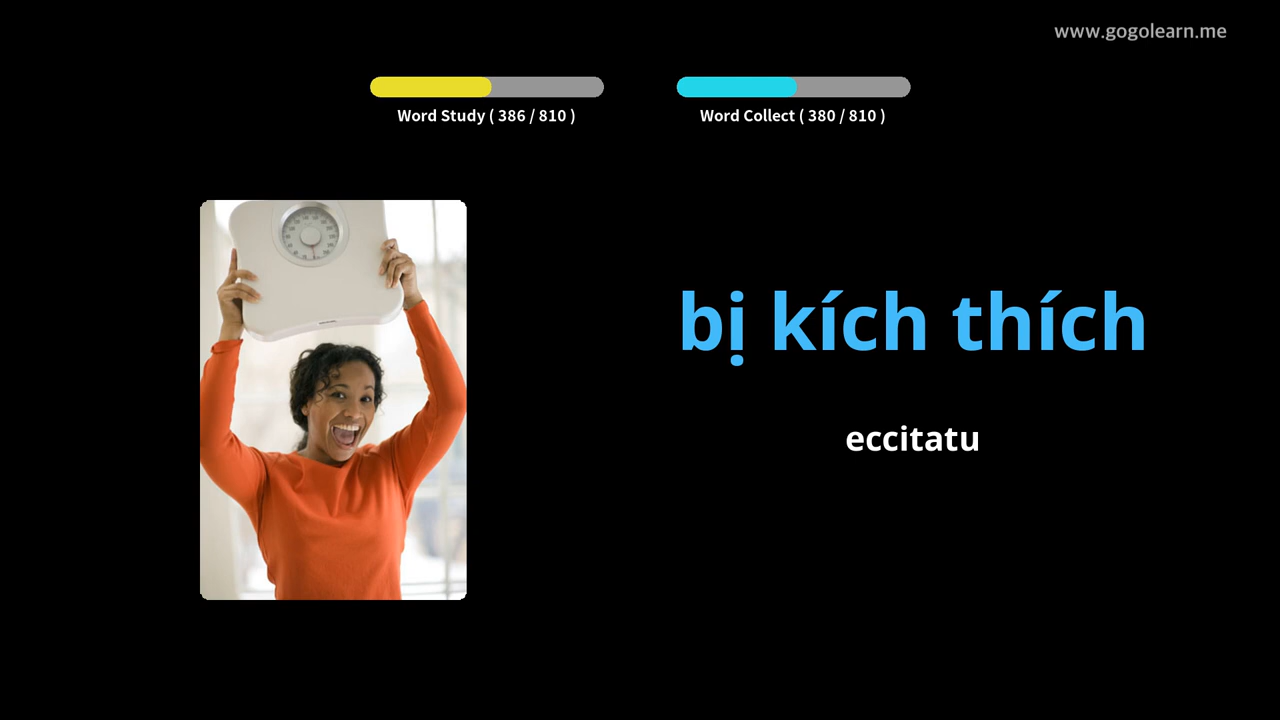 www.gogolearn.me
Word Study ( 386 / 810 )
Word Collect ( 380 / 810 )
bị kích thích
eccitatu